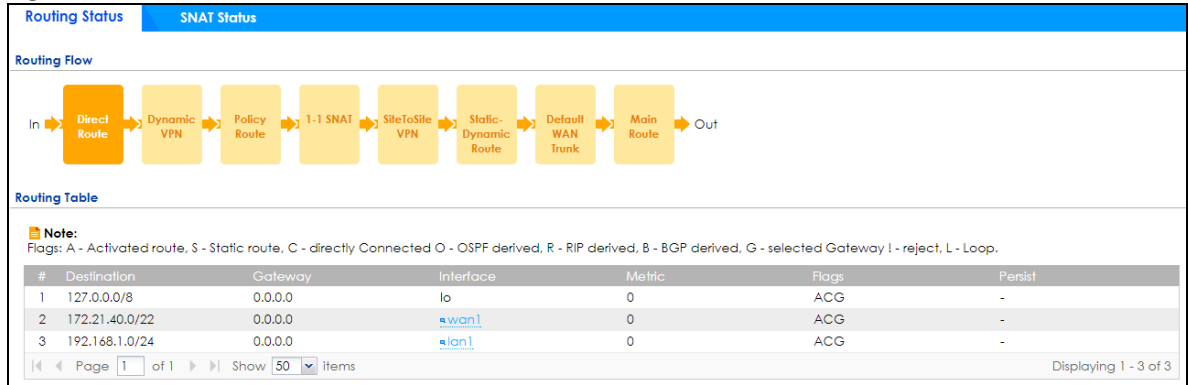 Routing Status SNAT Status
Routing Flow
In Direct Route Dynamic VPN Policy Route 1-1 SNAT SiteToSite VPN Static-Dynamic Route Default WAN Trunk Main Route Out
Routing Table
Note:
Flags: A - Activated route, S - Static route, C - directly Connected O - OSPF derived, R - RIP derived, B - BGP derived, G - selected Gateway ! - reject, L - Loop.
# Destination Gateway Interface Metric Flags Persist
1 127.0.0.0/8 0.0.0.0 lo 0 ACG -
2 172.21.40.0/22 0.0.0.0 wan1 0 ACG -
3 192.168.1.0/24 0.0.0.0 lan1 0 ACG -
Page 1 of 1 Show 50 items Displaying 1 - 3 of 3